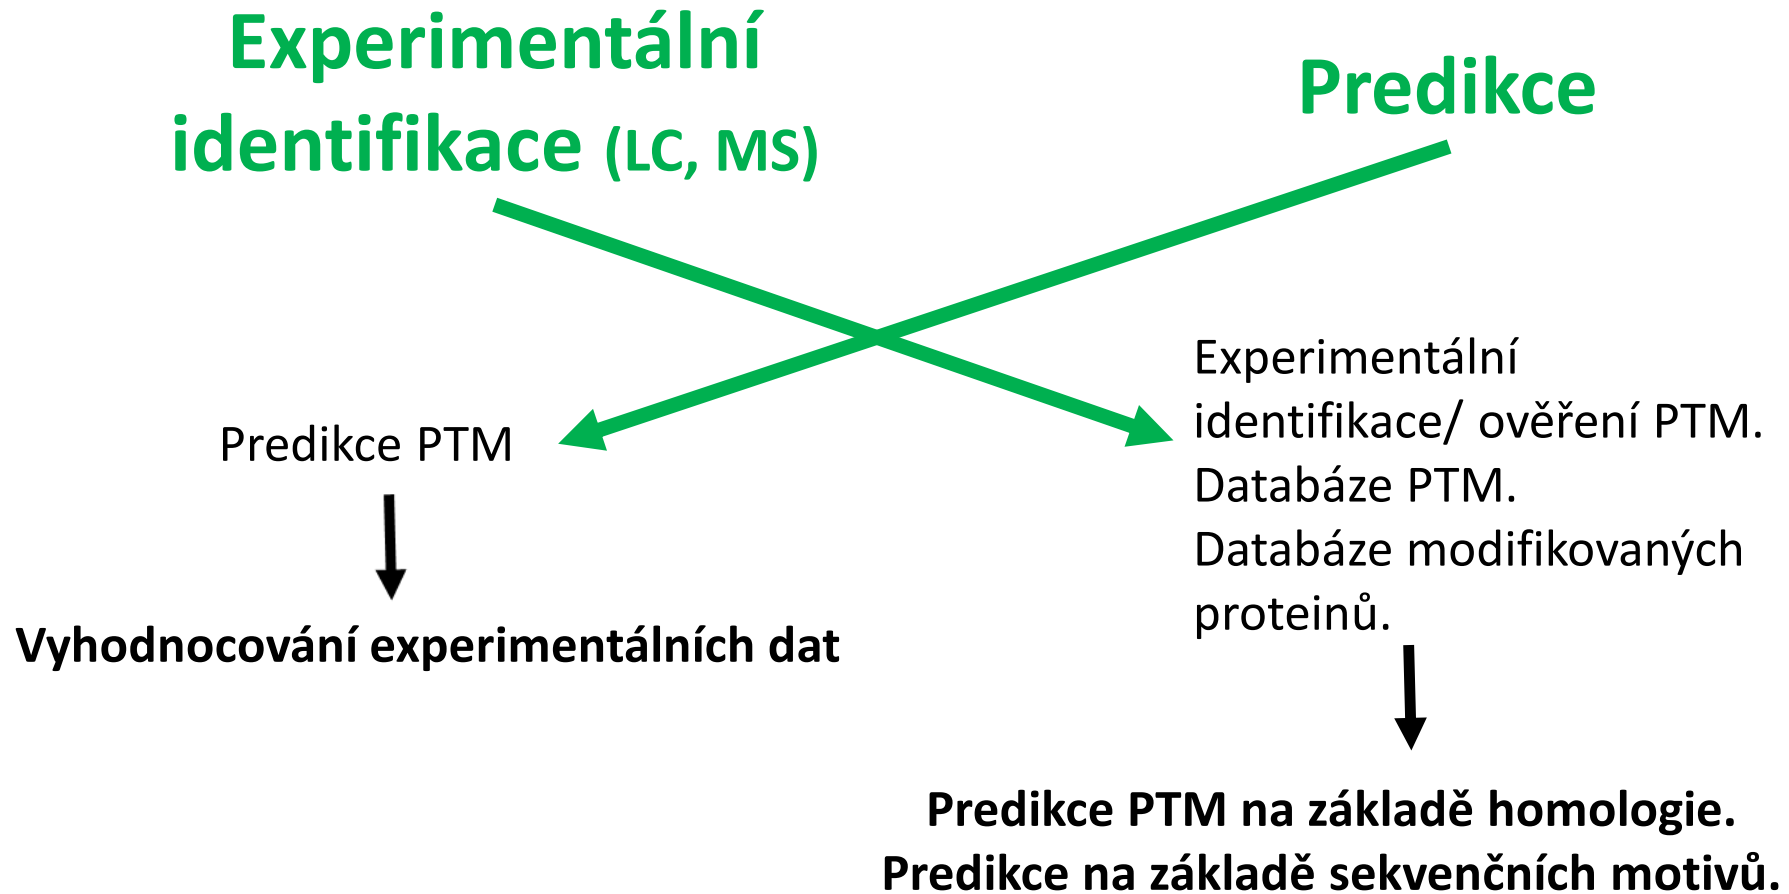 Experimentální
identifikace (LC, MS)
Predikce
Predikce PTM
Vyhodnocování experimentálních dat
Experimentální
identifikace/ ověření PTM.
Databáze PTM.
Databáze modifikovaných
proteinů.
Predikce PTM na základě homologie.
Predikce na základě sekvenčních motivů.